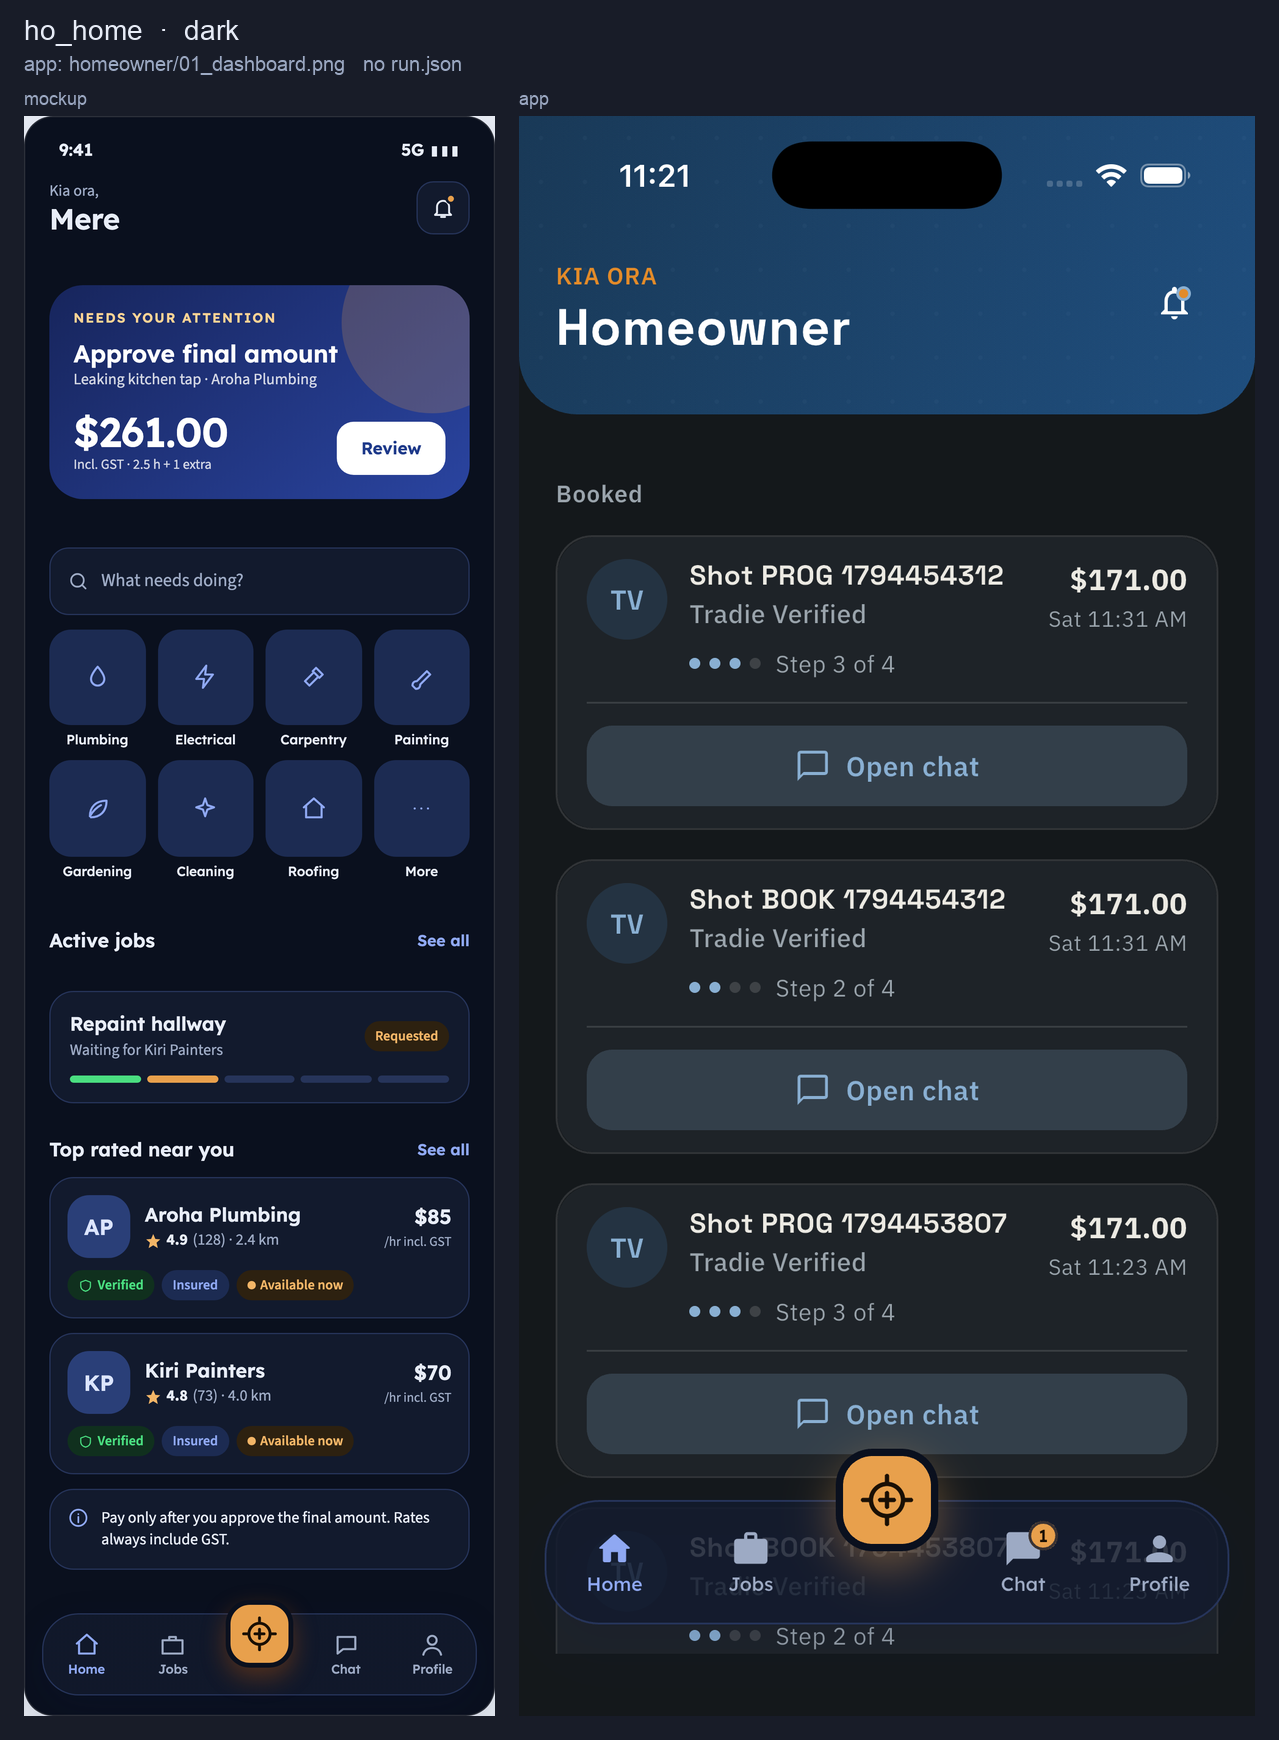 ho_home · dark
app: homeowner/01_dashboard.png no run.json
mockup
9:41
5G
Kia ora,
Mere
NEEDS YOUR ATTENTION
Approve final amount
Leaking kitchen tap · Aroha Plumbing
$261.00
Incl. GST · 2.5 h + 1 extra
Review
What needs doing?
Plumbing Electrical Carpentry Painting
Gardening Cleaning Roofing More
Active jobs See all
Repaint hallway
Waiting for Kiri Painters
Requested
Top rated near you See all
AP
Aroha Plumbing
$85
4.9 (128) · 2.4 km
/hr incl. GST
Verified Insured Available now
KP
Kiri Painters
$70
4.8 (73) · 4.0 km
/hr incl. GST
Verified Insured Available now
Pay only after you approve the final amount. Rates
always include GST.
Home Jobs Chat Profile
app
11:21
KIA ORA
Homeowner
Booked
TV
Shot PROG 1794454312
$171.00
Tradie Verified
Sat 11:31 AM
Step 3 of 4
Open chat
TV
Shot BOOK 1794454312
$171.00
Tradie Verified
Sat 11:31 AM
Step 2 of 4
Open chat
TV
Shot PROG 1794453807
$171.00
Tradie Verified
Sat 11:23 AM
Step 3 of 4
Open chat
1
Home Jobs Chat Profile
Step 2 of 4